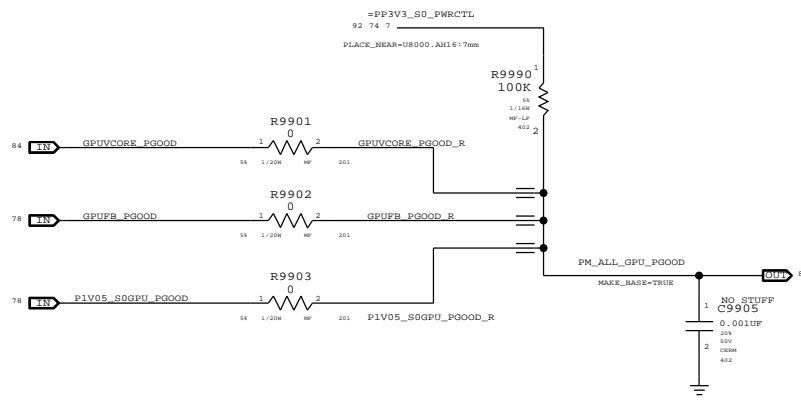 =PP3V3_S0_PWRCTL
92 74 7
PLACE_NEAR=U8000.AH16:7mm
1
R9990
100K
5%
1/16W
MF-LF
402
2
R9901
0
84 IN GPUVCORE_PGOOD 1 2 GPUVCORE_PGOOD_R
5% 1/20W MF 201
R9902
0
78 IN GPUFB_PGOOD 1 2 GPUFB_PGOOD_R
5% 1/20W MF 201
PM_ALL_GPU_PGOOD
OUT 8
MAKE_BASE=TRUE
R9903
0
78 IN P1V05_S0GPU_PGOOD 1 2
5% 1/20W MF 201
P1V05_S0GPU_PGOOD_R
NO STUFF
1
C9905
0.001UF
20%
50V
2
CERM
402